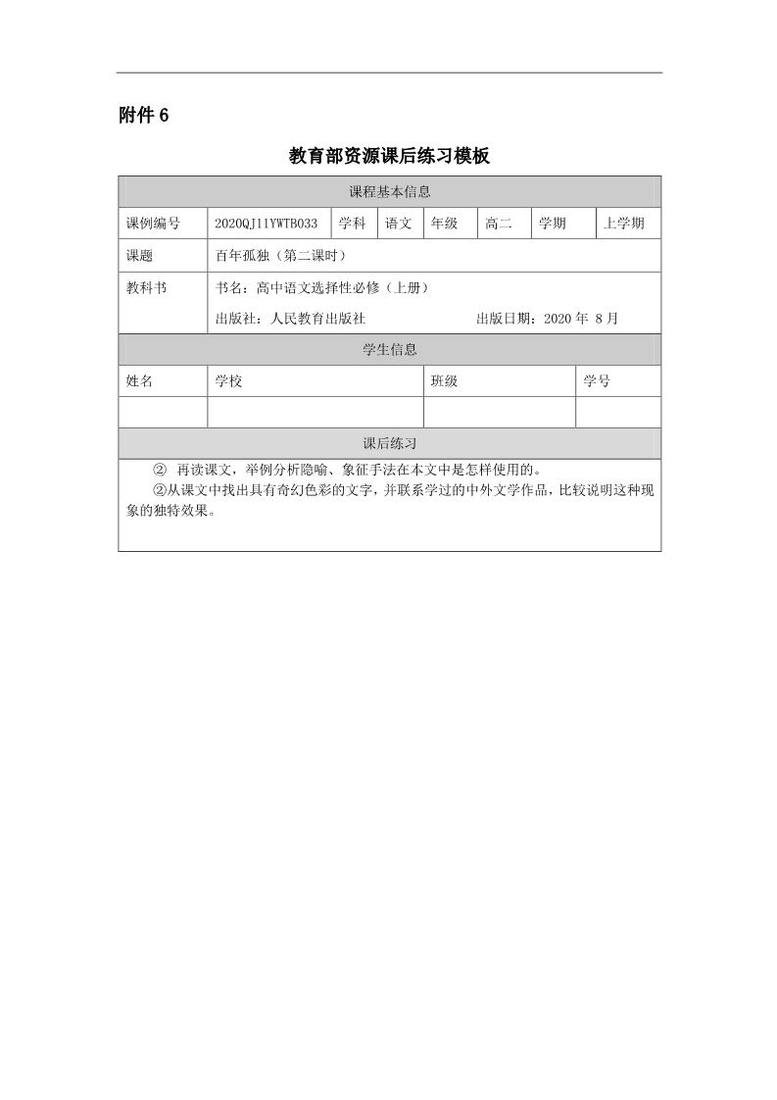 附件 6
教育部资源课后练习模板
课程基本信息
课例编号 2020QJ11YWTB033 学科 语文 年级 高二 学期 上学期
课题 百年孤独（第二课时）
教科书 书名：高中语文选择性必修（上册）
出版社：人民教育出版社 出版日期：2020 年 8 月
学生信息
姓名 学校 班级 学号
课后练习
② 再读课文，举例分析隐喻、象征手法在本文中是怎样使用的。
②从课文中找出具有奇幻色彩的文字，并联系学过的中外文学作品，比较说明这种现
象的独特效果。